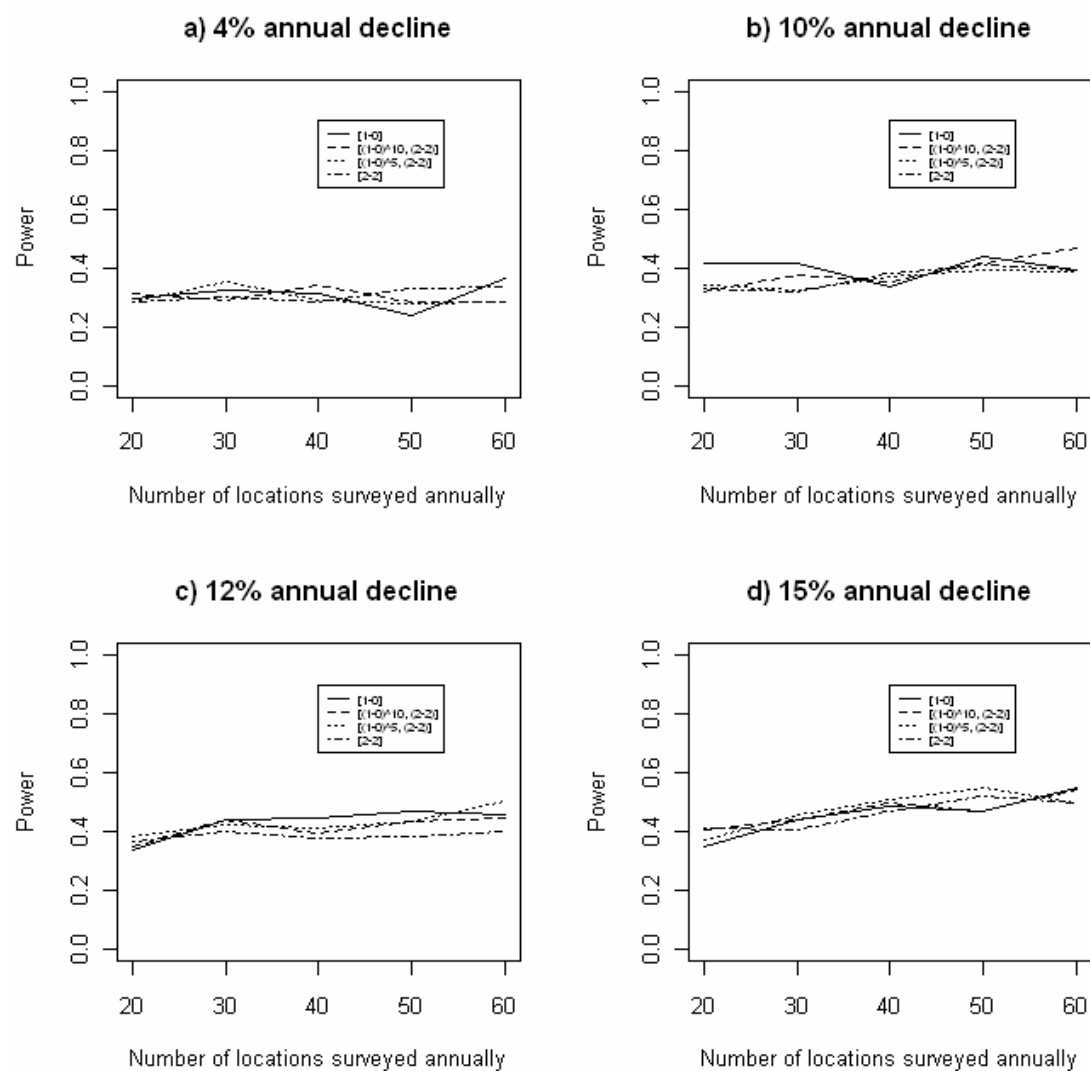 a) 4% annual decline
1.0
0.8
0.6
0.4
0.2
0.0
Power
[1-0]
[(1-0)^10, (2-2)]
[(1-0)^5, (2-2)]
[2-2]
20 30 40 50 60
Number of locations surveyed annually
b) 10% annual decline
1.0
0.8
0.6
0.4
0.2
0.0
Power
[1-0]
[(1-0)^10, (2-2)]
[(1-0)^5, (2-2)]
[2-2]
20 30 40 50 60
Number of locations surveyed annually
c) 12% annual decline
1.0
0.8
0.6
0.4
0.2
0.0
Power
[1-0]
[(1-0)^10, (2-2)]
[(1-0)^5, (2-2)]
[2-2]
20 30 40 50 60
Number of locations surveyed annually
d) 15% annual decline
1.0
0.8
0.6
0.4
0.2
0.0
Power
[1-0]
[(1-0)^10, (2-2)]
[(1-0)^5, (2-2)]
[2-2]
20 30 40 50 60
Number of locations surveyed annually